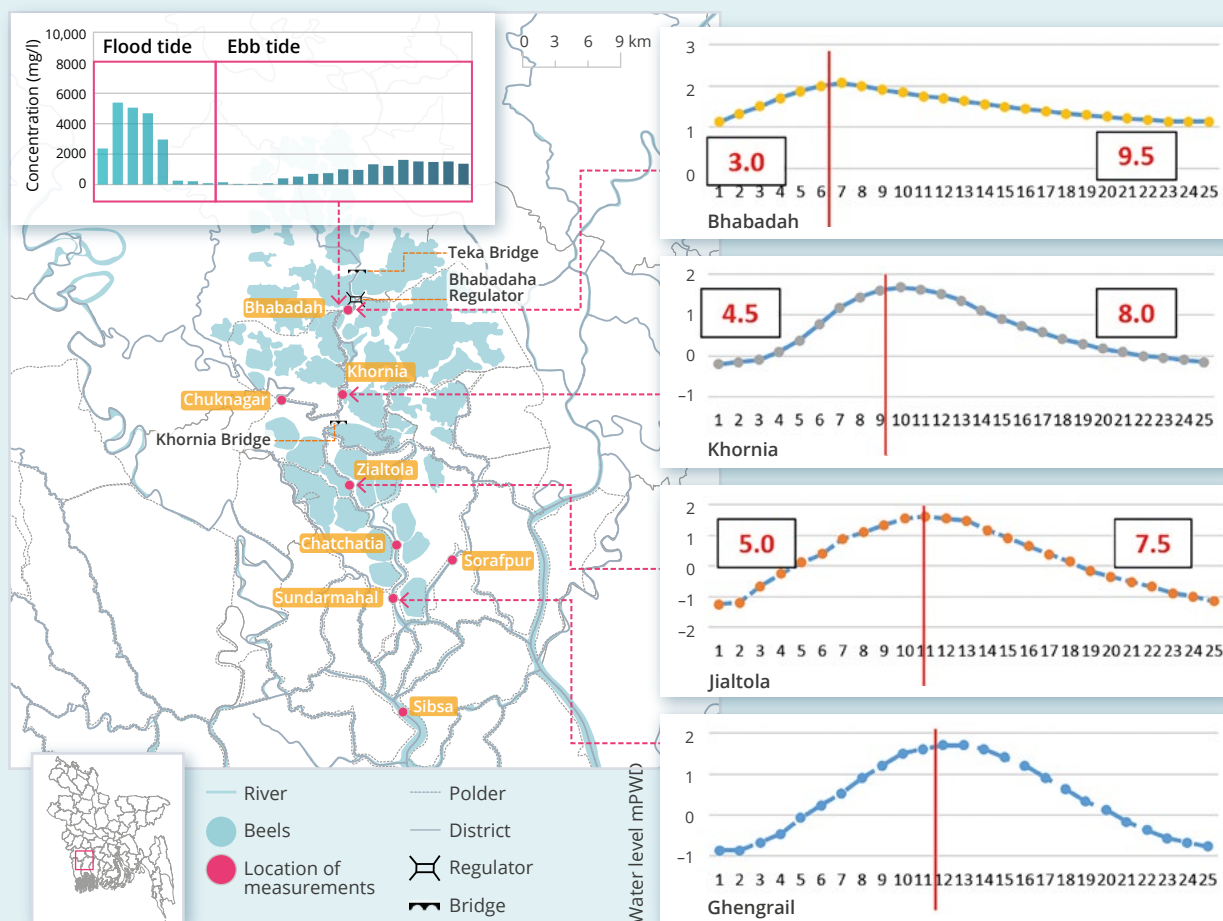 10,000
8000
6000
4000
2000
0
Concentration (mg/l)
Flood tide
Ebb tide
0 3 6 9 km
Teka Bridge
Bhabadaha
Regulator
Bhabadah
Khornia
Chuknagar
Khornia Bridge
Zialtola
Chatchatia
Sorafpur
Sundarmahal
Sibsa
River
Beels
Location of
measurements
Polder
District
Regulator
Bridge
Water level mPWD
3
2
1
0
3.0
9.5
1 2 3 4 5 6 7 8 9 10 11 12 13 14 15 16 17 18 19 20 21 22 23 24 25
Bhabadah
2
1
0
−1
4.5
8.0
1 2 3 4 5 6 7 8 9 10 11 12 13 14 15 16 17 18 19 20 21 22 23 24 25
Khornia
2
1
0
−1
−2
5.0
7.5
1 2 3 4 5 6 7 8 9 10 11 12 13 14 15 16 17 18 19 20 21 22 23 24 25
Jialtola
2
1
0
−1
1 2 3 4 5 6 7 8 9 10 11 12 13 14 15 16 17 18 19 20 21 22 23 24 25
Ghengrail